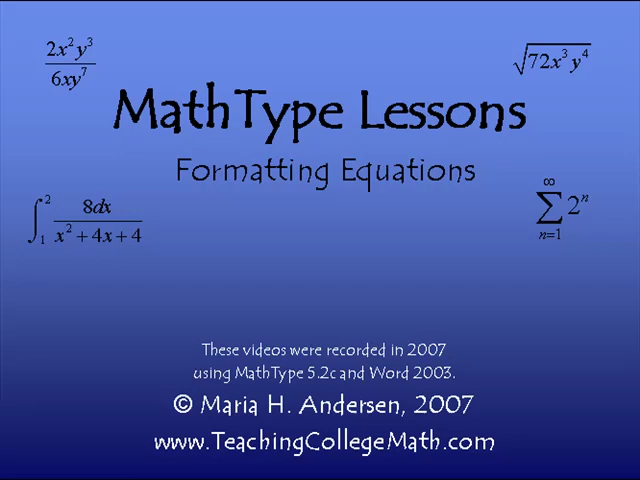 2x²y³ / 6xy⁷
√72x³y⁴
MathType Lessons
Formatting Equations
∫₁² 8dx / x² + 4x + 4
∞ ∑ n=1 2ⁿ
These videos were recorded in 2007
using MathType 5.2c and Word 2003.
© Maria H. Andersen, 2007
www.TeachingCollegeMath.com